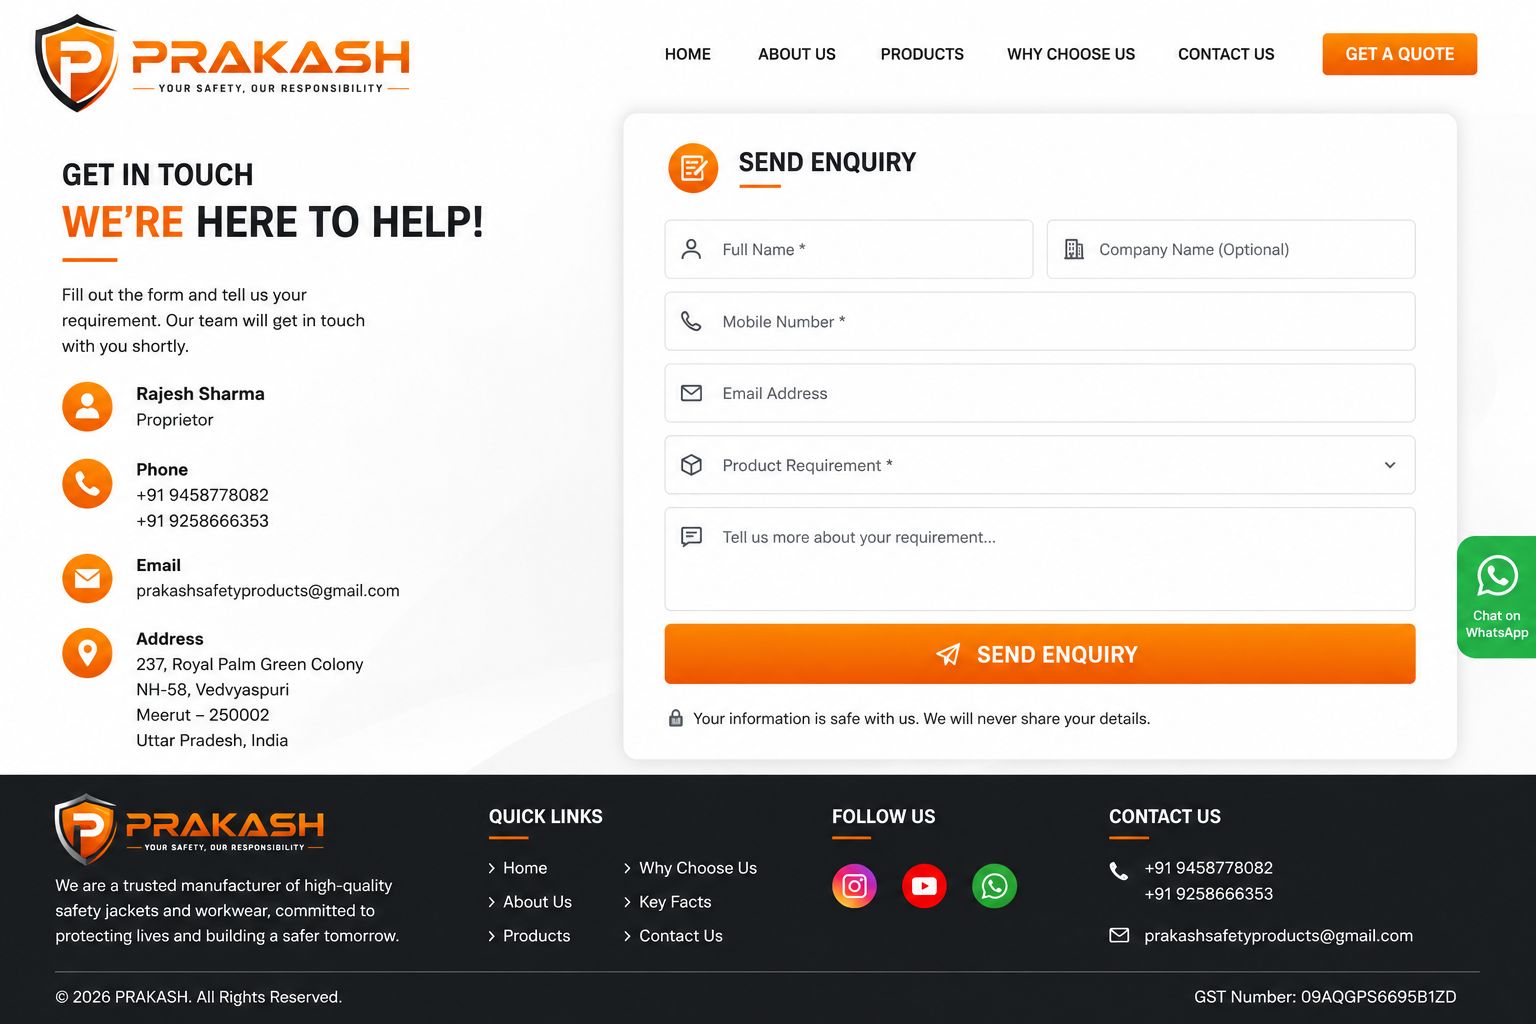 PRAKASH
YOUR SAFETY, OUR RESPONSIBILITY
HOME
ABOUT US
PRODUCTS
WHY CHOOSE US
CONTACT US
GET A QUOTE
GET IN TOUCH
WE'RE HERE TO HELP!
Fill out the form and tell us your
requirement. Our team will get in touch
with you shortly.
Rajesh Sharma
Proprietor
Phone
+91 9458778082
+91 9258666353
Email
prakashsafetyproducts@gmail.com
Address
237, Royal Palm Green Colony
NH-58, Vedvyaspuri
Meerut – 250002
Uttar Pradesh, India
SEND ENQUIRY
Full Name *
Company Name (Optional)
Mobile Number *
Email Address
Product Requirement *
Tell us more about your requirement...
SEND ENQUIRY
Your information is safe with us. We will never share your details.
Chat on
WhatsApp
PRAKASH
YOUR SAFETY, OUR RESPONSIBILITY
We are a trusted manufacturer of high-quality
safety jackets and workwear, committed to
protecting lives and building a safer tomorrow.
QUICK LINKS
Home
About Us
Products
Why Choose Us
Key Facts
Contact Us
FOLLOW US
CONTACT US
+91 9458778082
+91 9258666353
prakashsafetyproducts@gmail.com
© 2026 PRAKASH. All Rights Reserved.
GST Number: 09AQGPS6695B1ZD